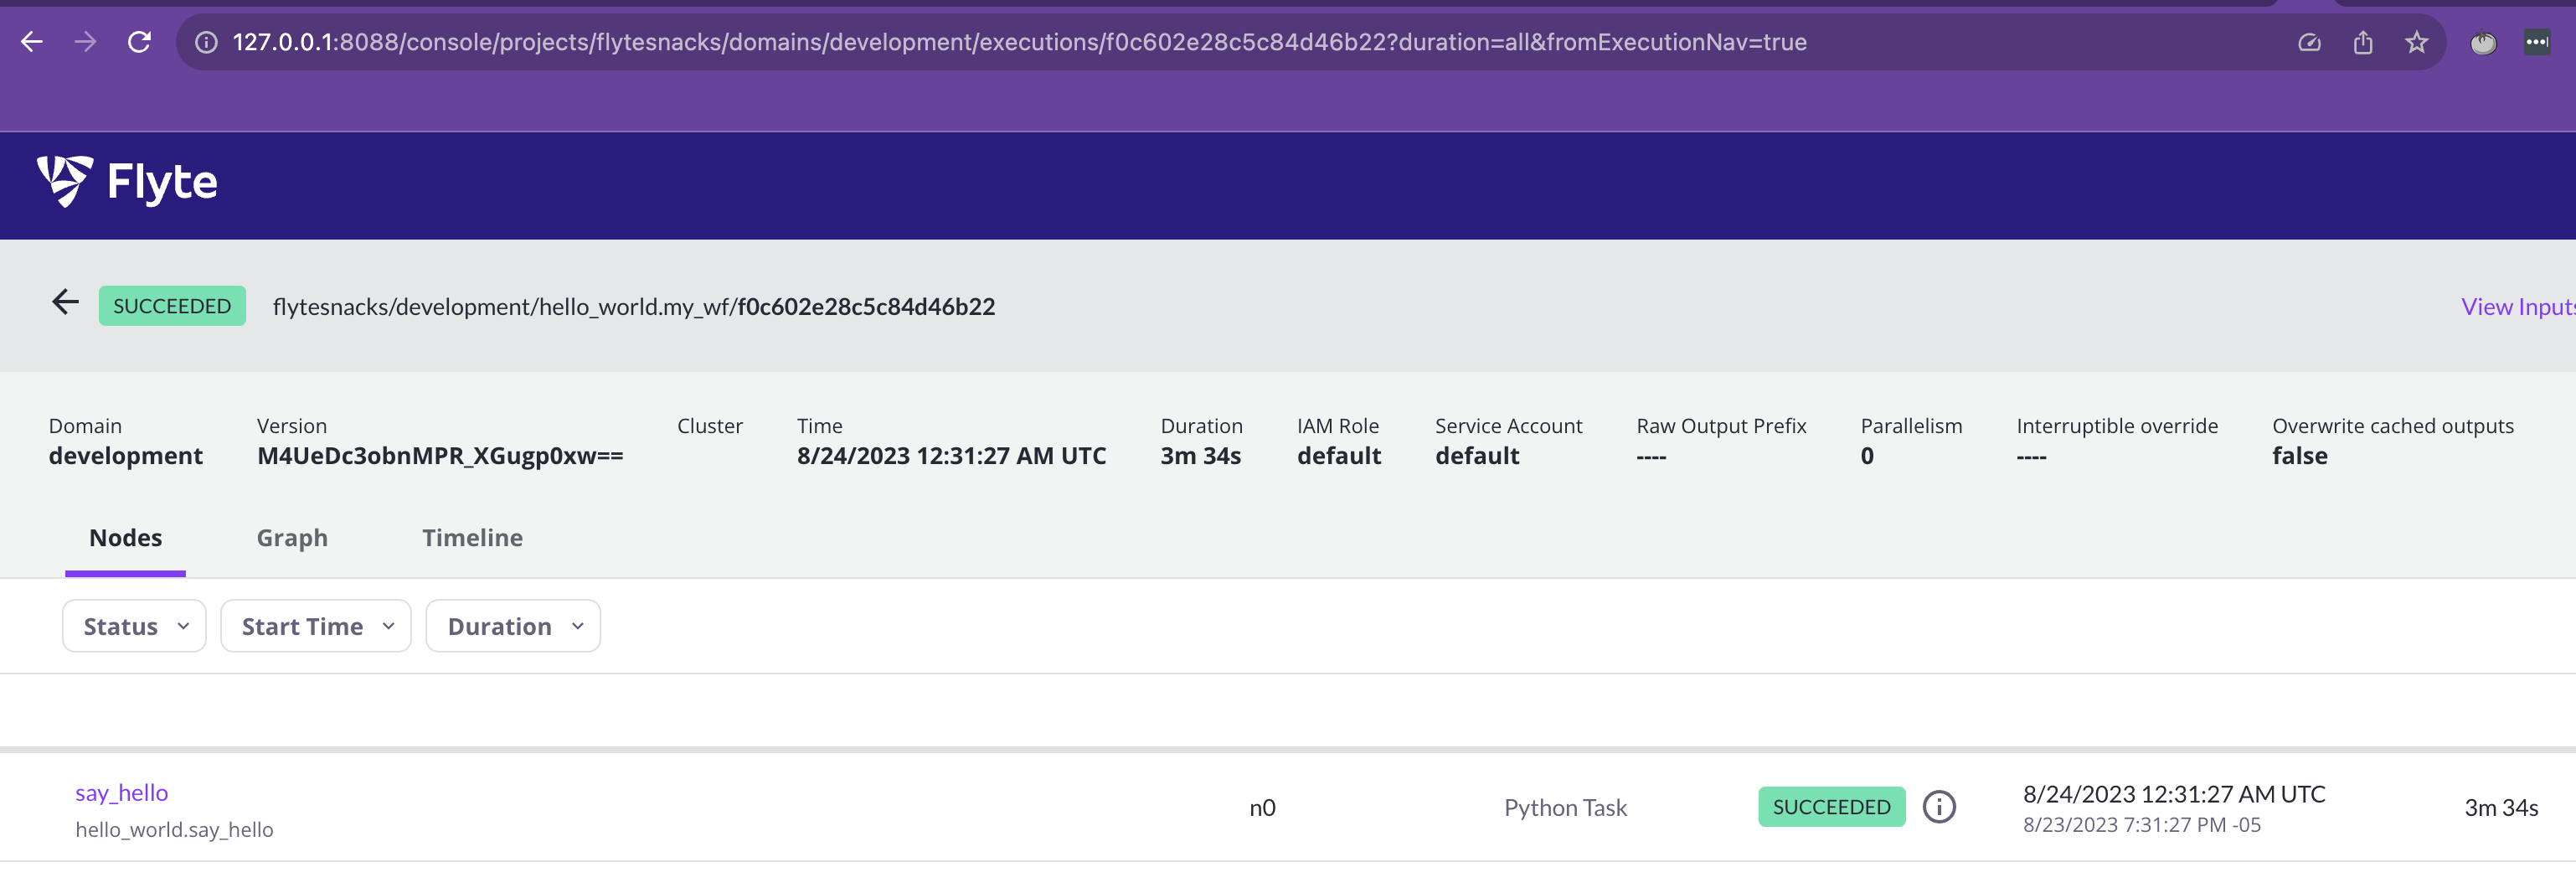 127.0.0.1:8088/console/projects/flytesnacks/domains/development/executions/f0c602e28c5c84d46b22?duration=all&fromExecutionNav=true
Flyte
SUCCEEDED flytesnacks/development/hello_world.my_wf/f0c602e28c5c84d46b22 View Inputs
Domain Version Cluster Time Duration IAM Role Service Account Raw Output Prefix Parallelism Interruptible override Overwrite cached outputs
development M4UeDc3obnMPR_XGugp0xw== 8/24/2023 12:31:27 AM UTC 3m 34s default default ---- 0 ---- false
Nodes Graph Timeline
Status Start Time Duration
say_hello n0 Python Task SUCCEEDED 8/24/2023 12:31:27 AM UTC 3m 34s
hello_world.say_hello 8/23/2023 7:31:27 PM -05